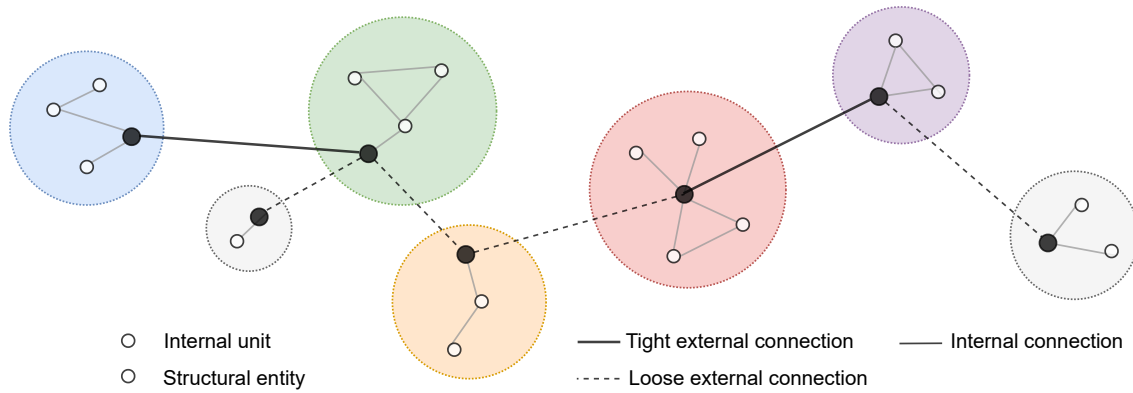 Internal unit
Structural entity
Tight external connection
Loose external connection
Internal connection